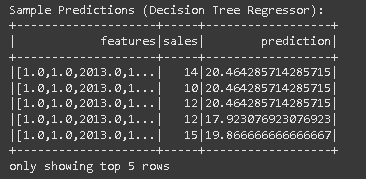 Sample Predictions (Decision Tree Regressor):
+--------------------+-----+------------------+
|            features|sales|        prediction|
+--------------------+-----+------------------+
|[1.0,1.0,2013.0,1...|   14|20.464285714285715|
|[1.0,1.0,2013.0,1...|   10|20.464285714285715|
|[1.0,1.0,2013.0,1...|   12|20.464285714285715|
|[1.0,1.0,2013.0,1...|   12|17.923076923076923|
|[1.0,1.0,2013.0,1...|   15|19.866666666666667|
+--------------------+-----+------------------+
only showing top 5 rows